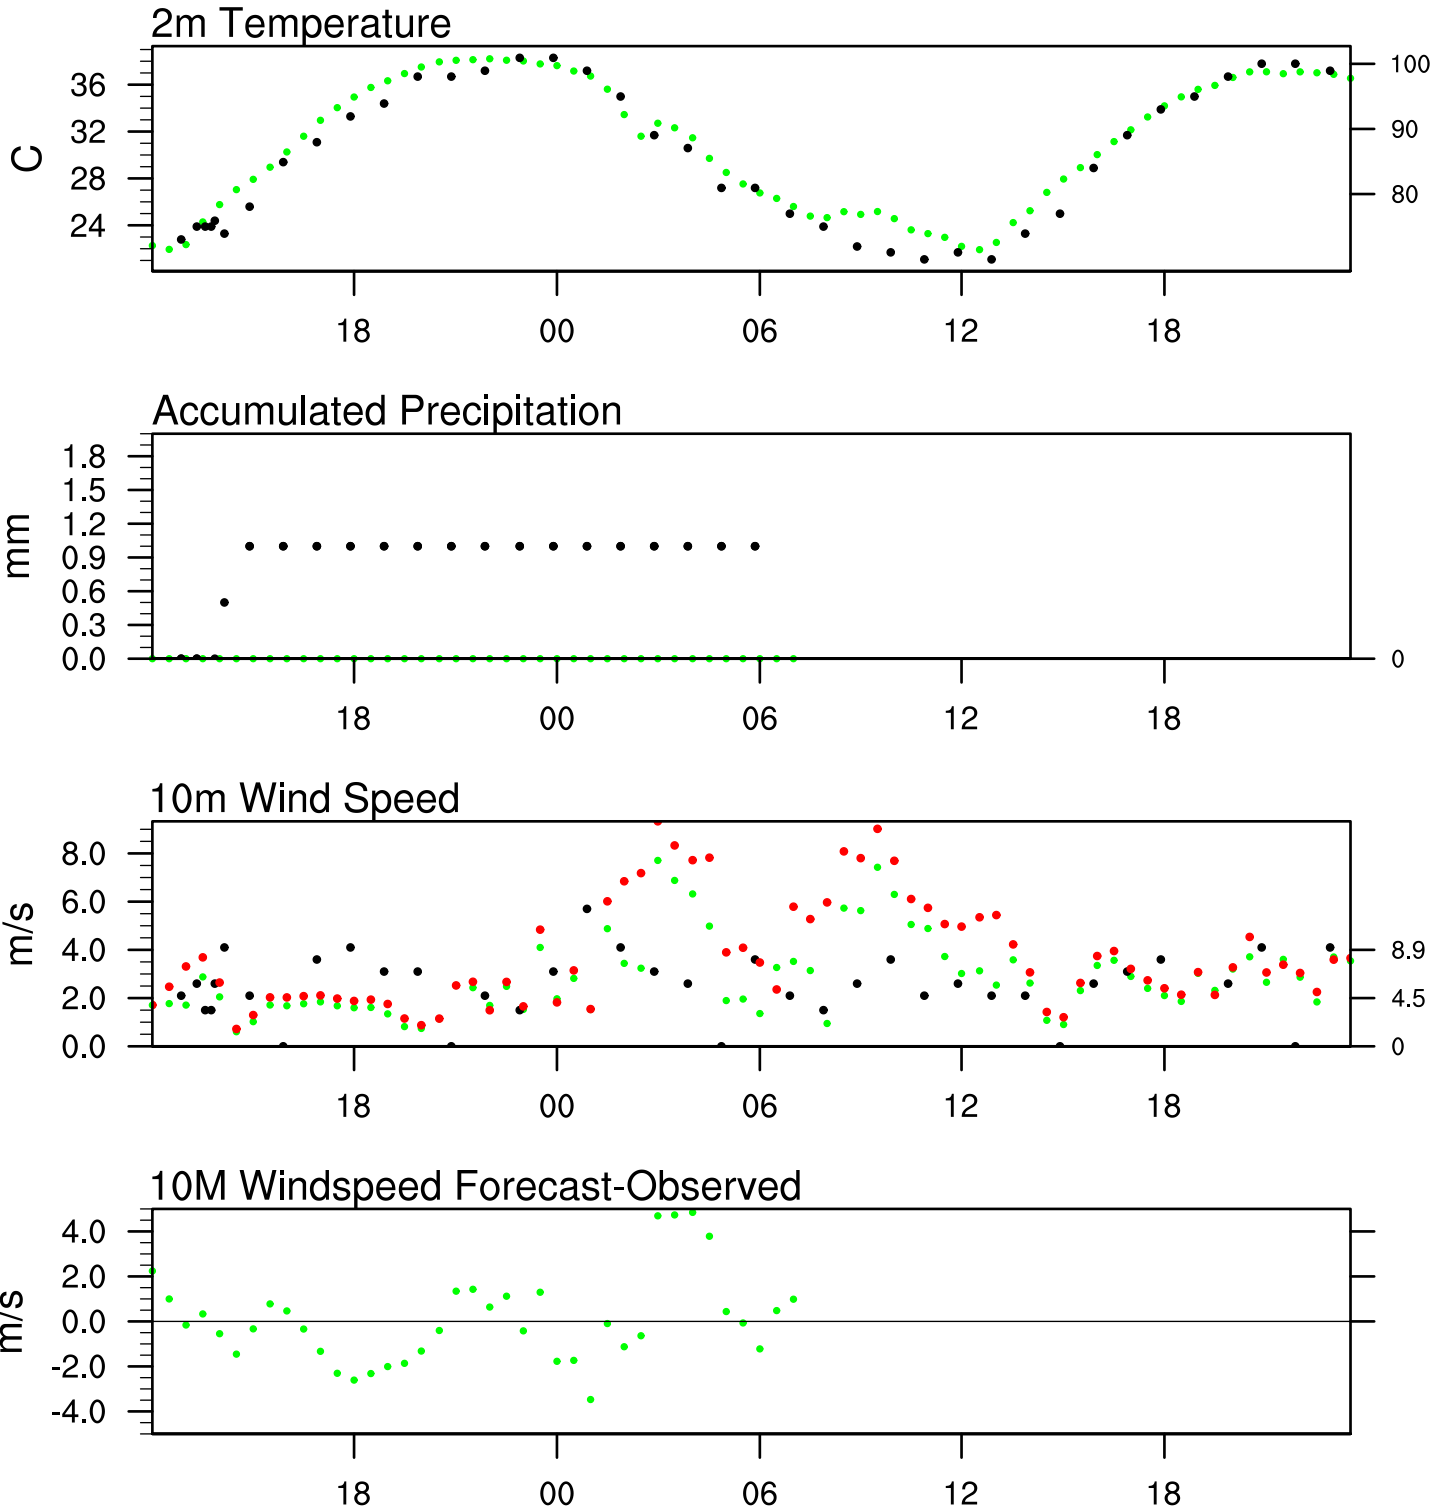 2m Temperature
C
36
32
28
24
100
90
80
18 00 06 12 18
Accumulated Precipitation
mm
1.8
1.5
1.2
0.9
0.6
0.3
0.0
0
18 00 06 12 18
10m Wind Speed
m/s
8.0
6.0
4.0
2.0
0.0
8.9
4.5
0
18 00 06 12 18
10M Windspeed Forecast-Observed
m/s
4.0
2.0
0.0
-2.0
-4.0
18 00 06 12 18